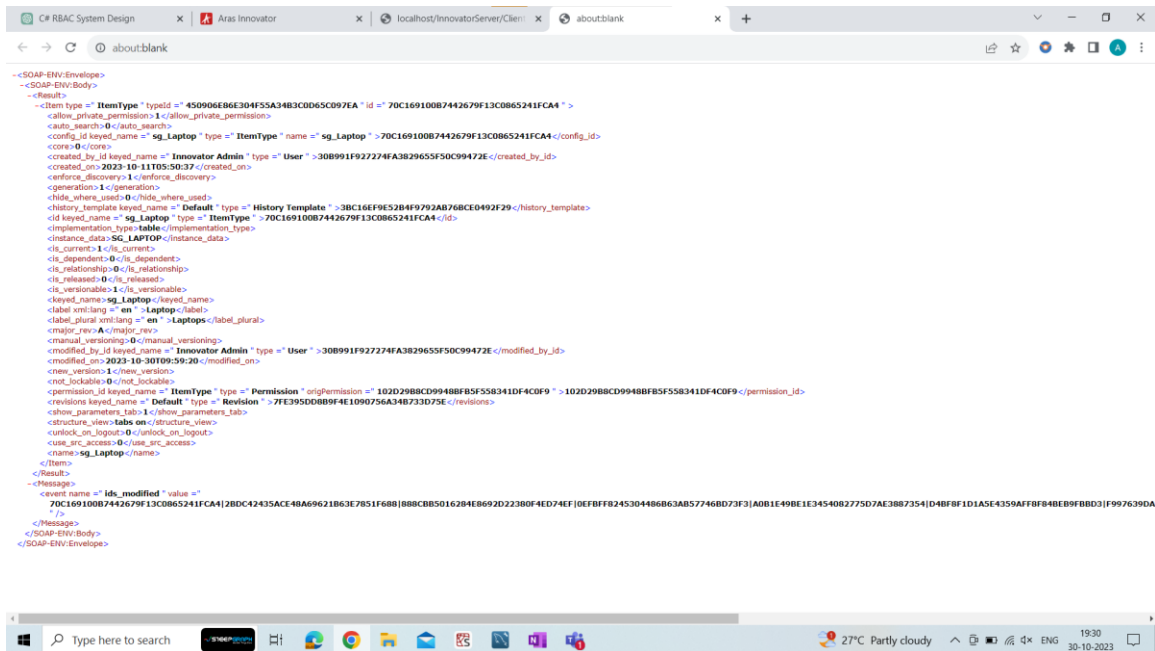 C# RBAC System Design
Aras Innovator
localhost/InnovatorServer/Client
about:blank
about:blank
-<SOAP-ENV:Envelope>
-<SOAP-ENV:Body>
-<Result>
-<Item type =" ItemType " typeId =" 450906E86E304F55A34B3C0D65C097EA " id =" 70C169100B7442679F13C0865241FCA4 " >
<allow_private_permission>1</allow_private_permission>
<auto_search>0</auto_search>
<config_id keyed_name =" sg_Laptop " type =" ItemType " name =" sg_Laptop " >70C169100B7442679F13C0865241FCA4</config_id>
<core>0</core>
<created_by_id keyed_name =" Innovator Admin " type =" User " >30B991F927274FA3829655F50C99472E</created_by_id>
<created_on>2023-10-11T05:50:37</created_on>
<enforce_discovery>1</enforce_discovery>
<generation>1</generation>
<hide_where_used>0</hide_where_used>
<history_template keyed_name =" Default " type =" History Template " >3BC16EF9E52B4F9792AB76BCE0492F29</history_template>
<id keyed_name =" sg_Laptop " type =" ItemType " >70C169100B7442679F13C0865241FCA4</id>
<implementation_type>table</implementation_type>
<instance_data>SG_LAPTOP</instance_data>
<is_current>1</is_current>
<is_dependent>0</is_dependent>
<is_relationship>0</is_relationship>
<is_released>0</is_released>
<is_versionable>1</is_versionable>
<keyed_name>sg_Laptop</keyed_name>
<label xml:lang =" en " >Laptop</label>
<label_plural xml:lang =" en " >Laptops</label_plural>
<major_rev>A</major_rev>
<manual_versioning>0</manual_versioning>
<modified_by_id keyed_name =" Innovator Admin " type =" User " >30B991F927274FA3829655F50C99472E</modified_by_id>
<modified_on>2023-10-30T09:59:20</modified_on>
<new_version>1</new_version>
<not_lockable>0</not_lockable>
<permission_id keyed_name =" ItemType " type =" Permission " origPermission =" 102D29B8CD9948BFB5F558341DF4C0F9 " >102D29B8CD9948BFB5F558341DF4C0F9</permission_id>
<revisions keyed_name =" Default " type =" Revision " >7FE395DD8B9F4E1090756A34B733D75E</revisions>
<show_parameters_tab>1</show_parameters_tab>
<structure_view>tabs on</structure_view>
<unlock_on_logout>0</unlock_on_logout>
<use_src_access>0</use_src_access>
<name>sg_Laptop</name>
</Item>
</Result>
-<Message>
<event name =" ids_modified " value ="
70C169100B7442679F13C0865241FCA4|2BDC42435ACE48A69621B63E7851F688|888CBB5016284E8692D22380F4ED74EF|0EFBFF8245304486B63AB57746BD73F3|A0B1E49BE1E3454082775D7AE3887354|D4BF8F1D1A5E4359AFF8F84BEB9FBBD3|F997639DA
" />
</Message>
</SOAP-ENV:Body>
</SOAP-ENV:Envelope>
Type here to search
27°C Partly cloudy
ENG
19:30
30-10-2023